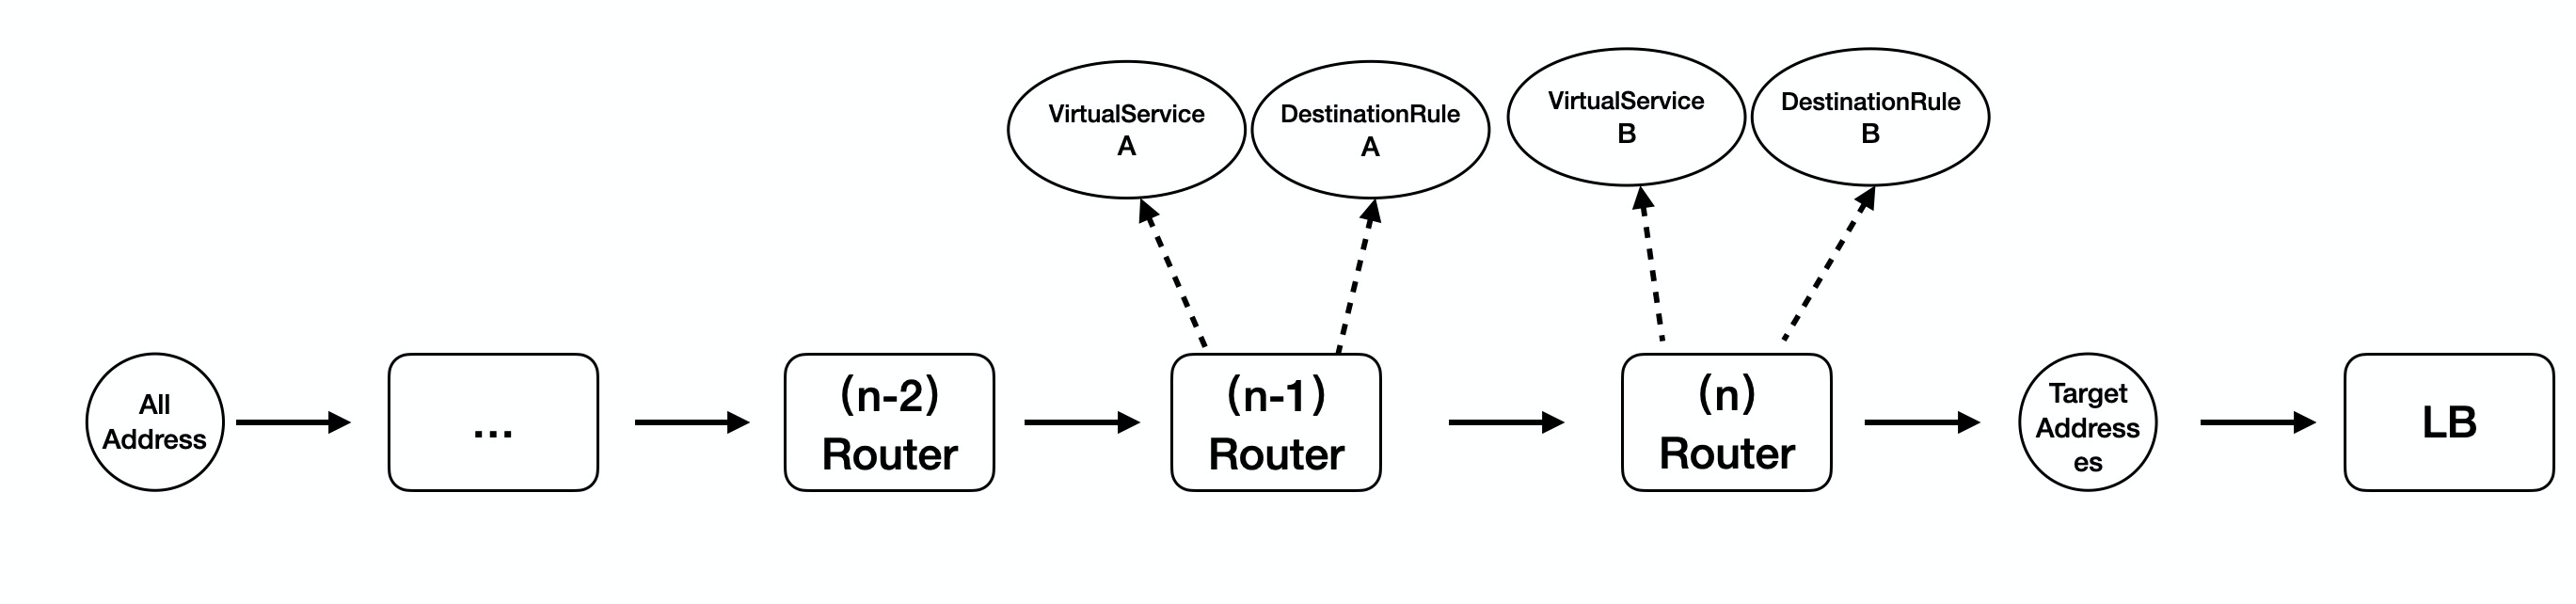 VirtualService
A
DestinationRule
A
VirtualService
B
DestinationRule
B
All
Address
...
(n-2)
Router
(n-1)
Router
(n)
Router
Target
Address
es
LB